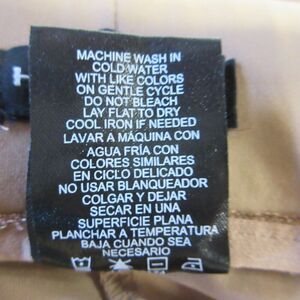 MACHINE WASH IN
COLD WATER
WITH LIKE COLORS
ON GENTLE CYCLE
DO NOT BLEACH
LAY FLAT TO DRY
COOL IRON IF NEEDED
LAVAR A MÁQUINA CON
AGUA FRÍA CON
COLORES SIMILARES
EN CICLO DELICADO
NO USAR BLANQUEADOR
COLGAR Y DEJAR
SECAR EN UNA
SUPERFICIE PLANA
PLANCHAR A TEMPERATURA
BAJA CUANDO SEA
NECESARIO